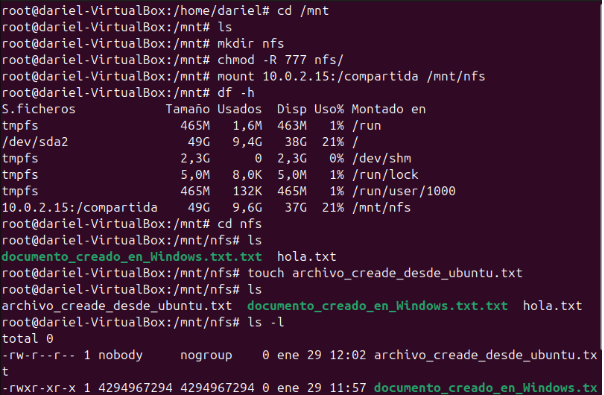 root@dariel-VirtualBox:/home/dariel# cd /mnt
root@dariel-VirtualBox:/mnt# ls
root@dariel-VirtualBox:/mnt# mkdir nfs
root@dariel-VirtualBox:/mnt# chmod -R 777 nfs/
root@dariel-VirtualBox:/mnt# mount 10.0.2.15:/compartida /mnt/nfs
root@dariel-VirtualBox:/mnt# df -h
S.ficheros            Tamaño Usados  Disp Uso% Montado en
tmpfs                   465M   1,6M  463M   1% /run
/dev/sda2                49G   9,4G   38G  21% /
tmpfs                   2,3G      0  2,3G   0% /dev/shm
tmpfs                   5,0M   8,0K  5,0M   1% /run/lock
tmpfs                   465M   132K  465M   1% /run/user/1000
10.0.2.15:/compartida    49G   9,6G   37G  21% /mnt/nfs
root@dariel-VirtualBox:/mnt# cd nfs
root@dariel-VirtualBox:/mnt/nfs# ls
documento_creado_en_Windows.txt.txt  hola.txt
root@dariel-VirtualBox:/mnt/nfs# touch archivo_creade_desde_ubuntu.txt
root@dariel-VirtualBox:/mnt/nfs# ls
archivo_creade_desde_ubuntu.txt  documento_creado_en_Windows.txt.txt  hola.txt
root@dariel-VirtualBox:/mnt/nfs# ls -l
total 0
-rw-r--r-- 1 nobody     nogroup    0 ene 29 12:02 archivo_creade_desde_ubuntu.tx
t
-rwxr-xr-x 1 4294967294 4294967294 0 ene 29 11:57 documento_creado_en_Windows.tx